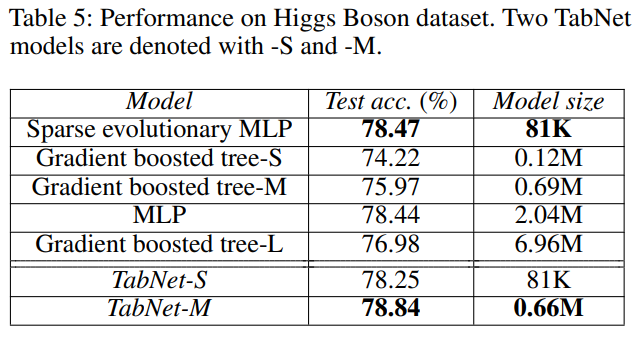 Table 5: Performance on Higgs Boson dataset. Two TabNet
models are denoted with -S and -M.
Model Test acc. (%) Model size
Sparse evolutionary MLP 78.47 81K
Gradient boosted tree-S 74.22 0.12M
Gradient boosted tree-M 75.97 0.69M
MLP 78.44 2.04M
Gradient boosted tree-L 76.98 6.96M
TabNet-S 78.25 81K
TabNet-M 78.84 0.66M